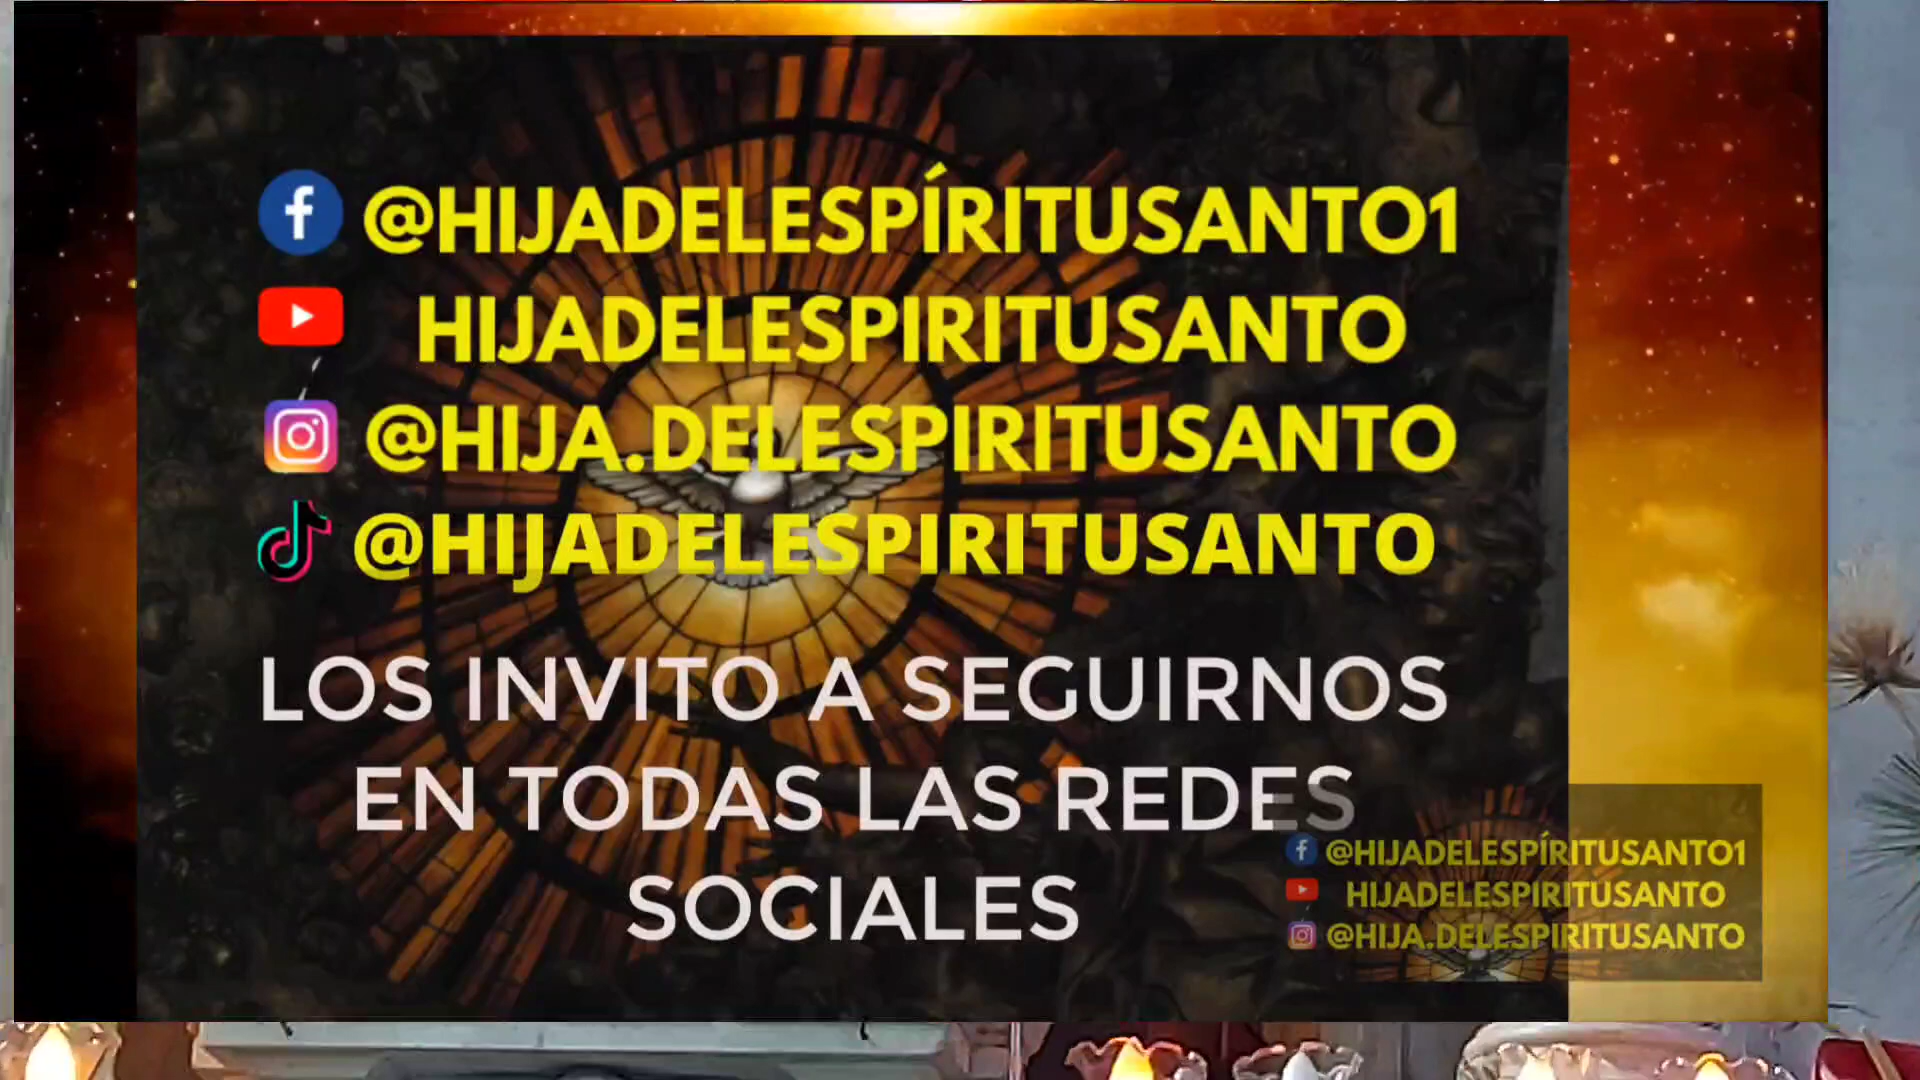 @HIJADELESPÍRITUSANTO1
HIJADELESPIRITUSANTO
@HIJA.DELESPIRITUSANTO
@HIJADELESPIRITUSANTO
LOS INVITO A SEGUIRNOS
EN TODAS LAS REDES
SOCIALES
@HIJADELESPÍRITUSANTO1
HIJADELESPIRITUSANTO
@HIJA.DELESPIRITUSANTO